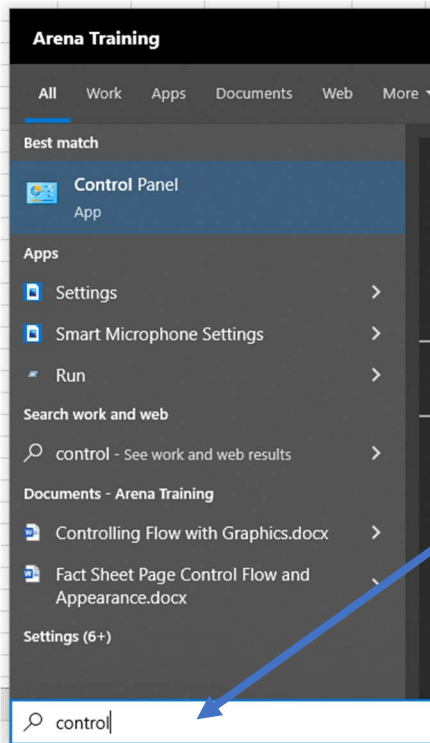 Arena Training
All Work Apps Documents Web More
Best match
Control Panel
App
Apps
Settings
Smart Microphone Settings
Run
Search work and web
control - See work and web results
Documents - Arena Training
Controlling Flow with Graphics.docx
Fact Sheet Page Control Flow and
Appearance.docx
Settings (6+)
control